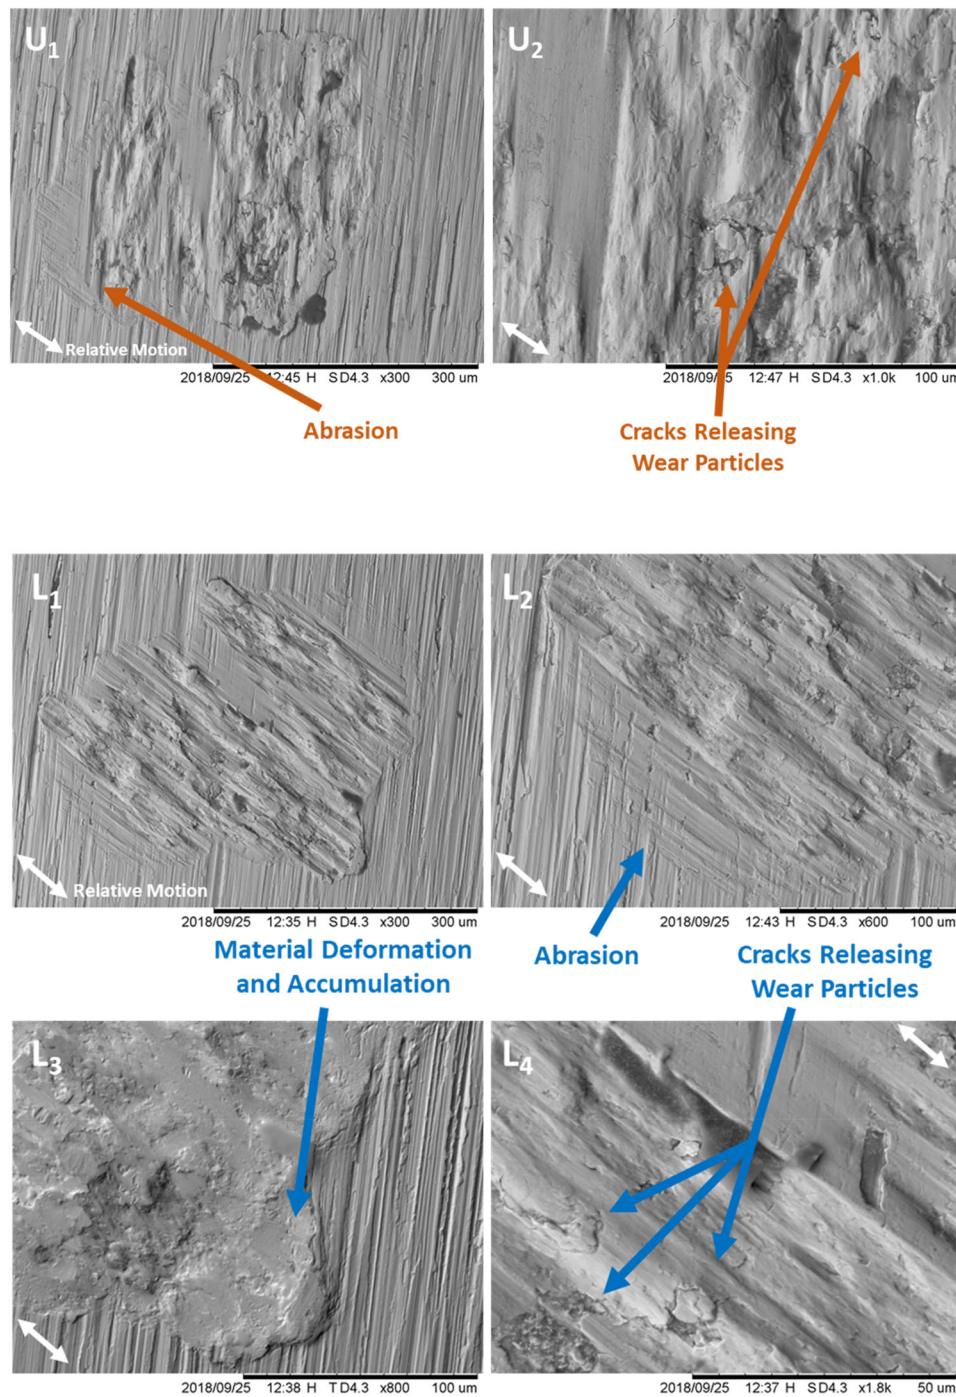 U1
U2
Relative Motion
2018/09/25 12:45 H SD4.3 x300 300 um
2018/09/25 12:47 H SD4.3 x1.0k 100 um
Abrasion
Cracks Releasing
Wear Particles
L1
L2
Relative Motion
2018/09/25 12:35 H SD4.3 x300 300 um
2018/09/25 12:43 H SD4.3 x600 100 um
Material Deformation
and Accumulation
Abrasion
Cracks Releasing
Wear Particles
L3
L4
2018/09/25 12:38 H TD4.3 x800 100 um
2018/09/25 12:37 H SD4.3 x1.8k 50 um